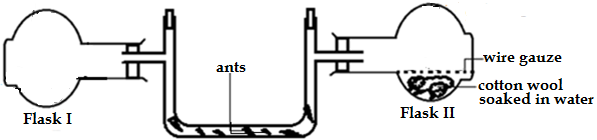 ants
wire gauze
cotton wool
soaked in water
Flask I
Flask II